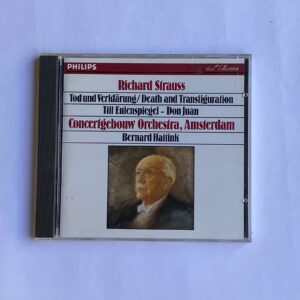 PHILIPS
Richard Strauss
Tod und Verklärung/Death and Transfiguration
Till Eulenspiegel – Don Juan
Concertgebouw Orchestra, Amsterdam
Bernard Haitink